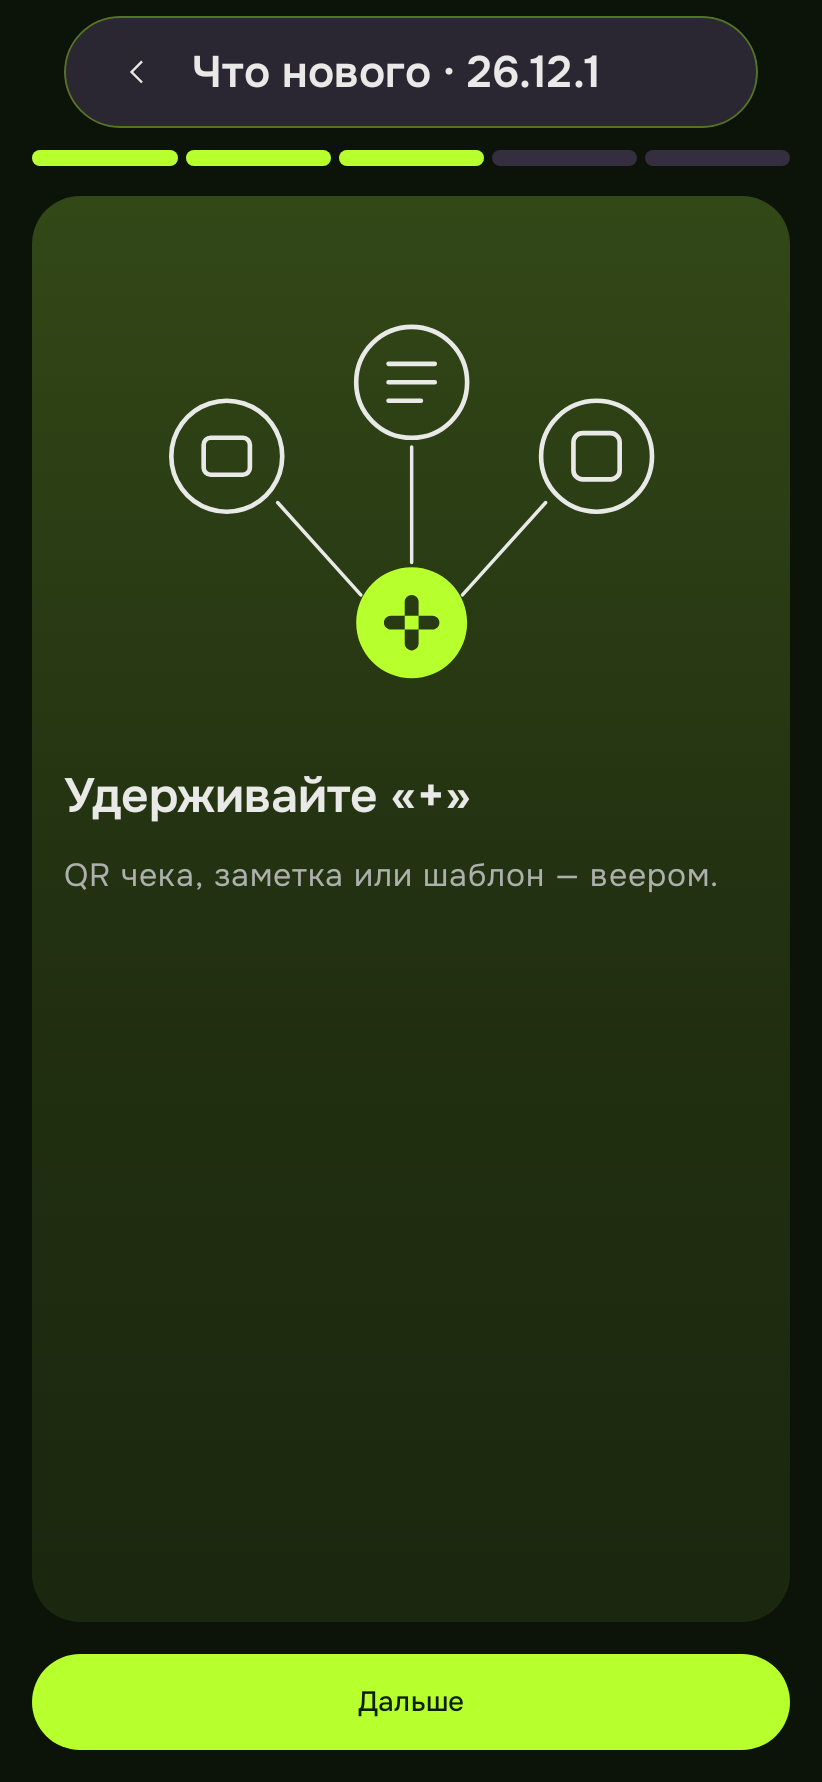 Что нового · 26.12.1
Удерживайте «+»
QR чека, заметка или шаблон — веером.
Дальше